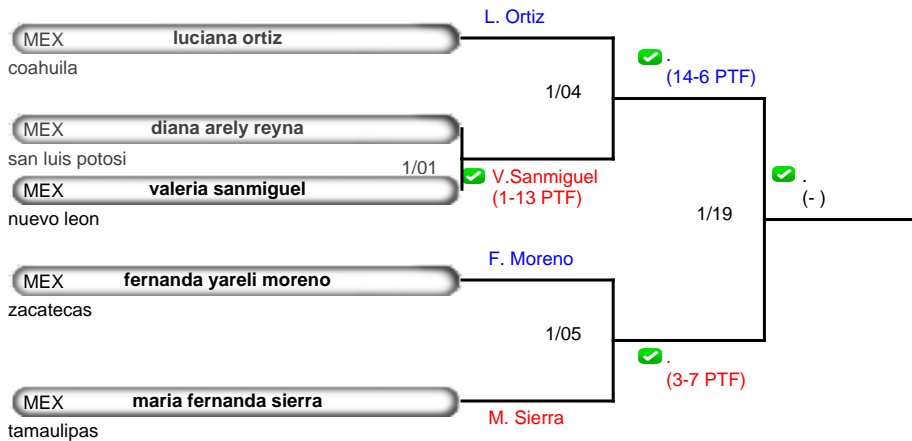 L. Ortiz
MEX luciana ortiz
coahuila
.
(14-6 PTF)
1/04
MEX diana arely reyna
san luis potosi
1/01
V.Sanmiguel
(1-13 PTF)
MEX valeria sanmiguel
nuevo leon
.
(- )
1/19
F. Moreno
MEX fernanda yareli moreno
zacatecas
1/05
.
(3-7 PTF)
MEX maria fernanda sierra
M. Sierra
tamaulipas